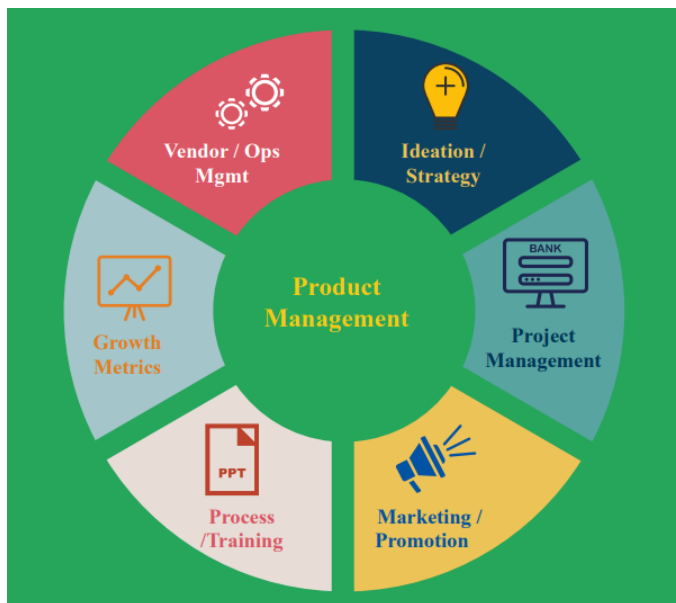 Vendor / Ops
Mgmt
Ideation /
Strategy
BANK
Project
Management
Marketing /
Promotion
PPT
Process
/Training
Growth
Metrics
Product
Management